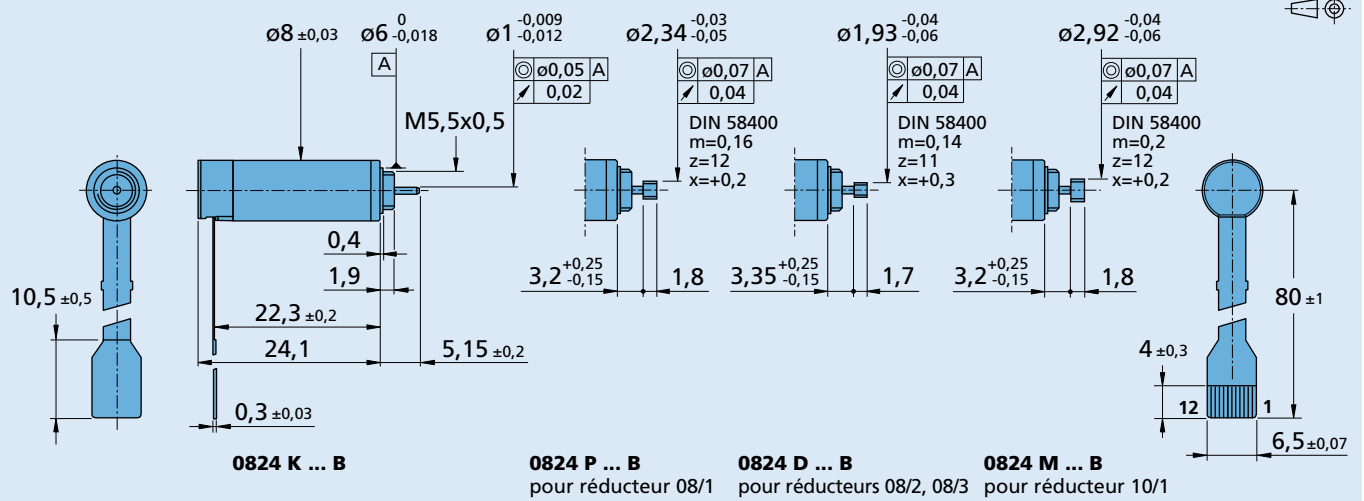 ø8 ±0,03
ø6 0 -0,018
A
ø1 -0,009 -0,012
ø0,05 A
0,02
M5,5x0,5
ø2,34 -0,03 -0,05
ø0,07 A
0,04
DIN 58400
m=0,16
z=12
x=+0,2
ø1,93 -0,04 -0,06
ø0,07 A
0,04
DIN 58400
m=0,14
z=11
x=+0,3
ø2,92 -0,04 -0,06
ø0,07 A
0,04
DIN 58400
m=0,2
z=12
x=+0,2
10,5 ±0,5
0,4
1,9
22,3 ±0,2
24,1
5,15 ±0,2
0,3 ±0,03
3,2 +0,25 -0,15
1,8
3,35 +0,25 -0,15
1,7
3,2 +0,25 -0,15
1,8
80 ±1
4 ±0,3
12
1
6,5 ±0,07
0824 K ... B
0824 P ... B
pour réducteur 08/1
0824 D ... B
pour réducteurs 08/2, 08/3
0824 M ... B
pour réducteur 10/1